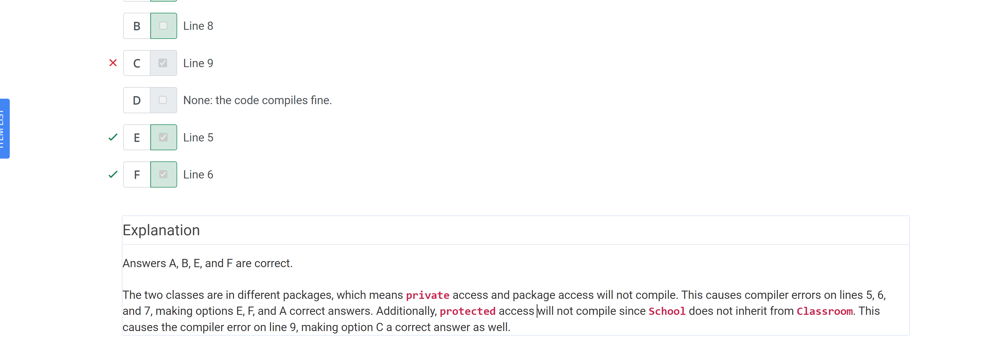 B Line 8
C Line 9
D None: the code compiles fine.
E Line 5
ITEM LIST
F Line 6
Explanation
Answers A, B, E, and F are correct.
The two classes are in different packages, which means private access and package access will not compile. This causes compiler errors on lines 5, 6,
and 7, making options E, F, and A correct answers. Additionally, protected access will not compile since School does not inherit from Classroom. This
causes the compiler error on line 9, making option C a correct answer as well.